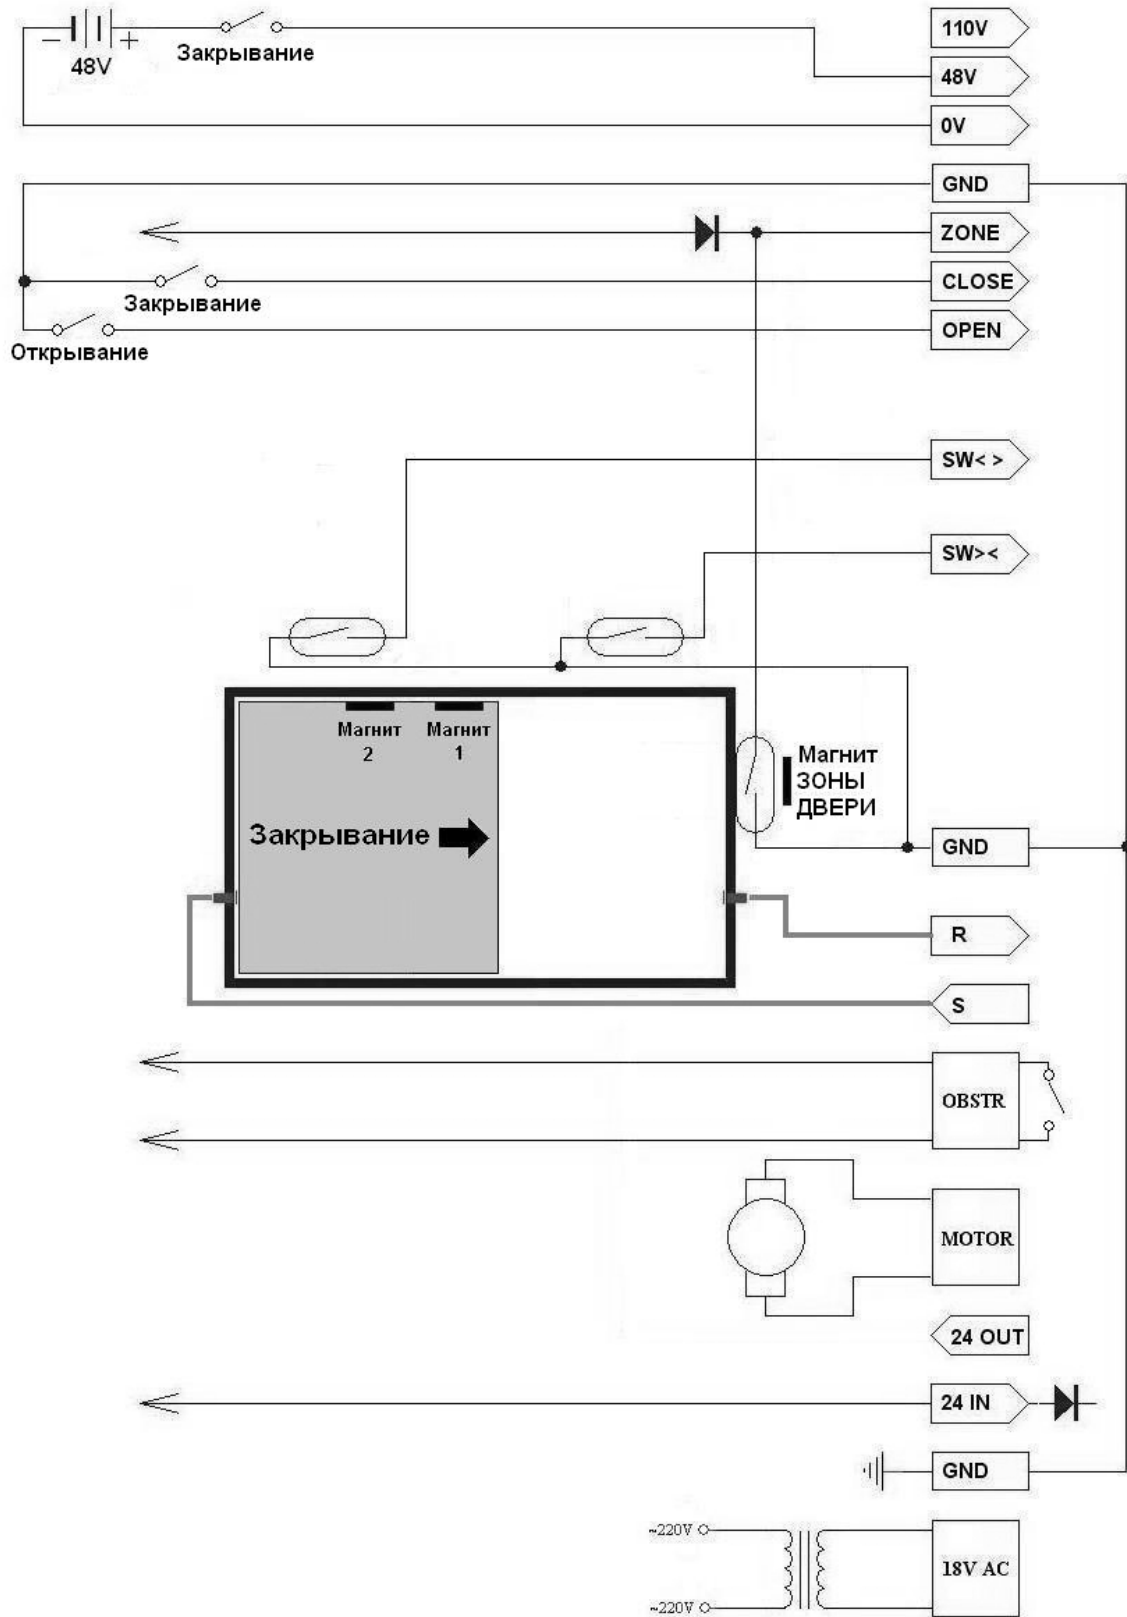 110V
48V
Закрывание
48V
0V
GND
ZONE
CLOSE
Закрывание
OPEN
Открывание
SW< >
SW><
Магнит
2
Магнит
1
Магнит
ЗОНЫ
ДВЕРИ
Закрывание
GND
R
S
OBSTR
MOTOR
24 OUT
24 IN
GND
~220V
18V AC
~220V